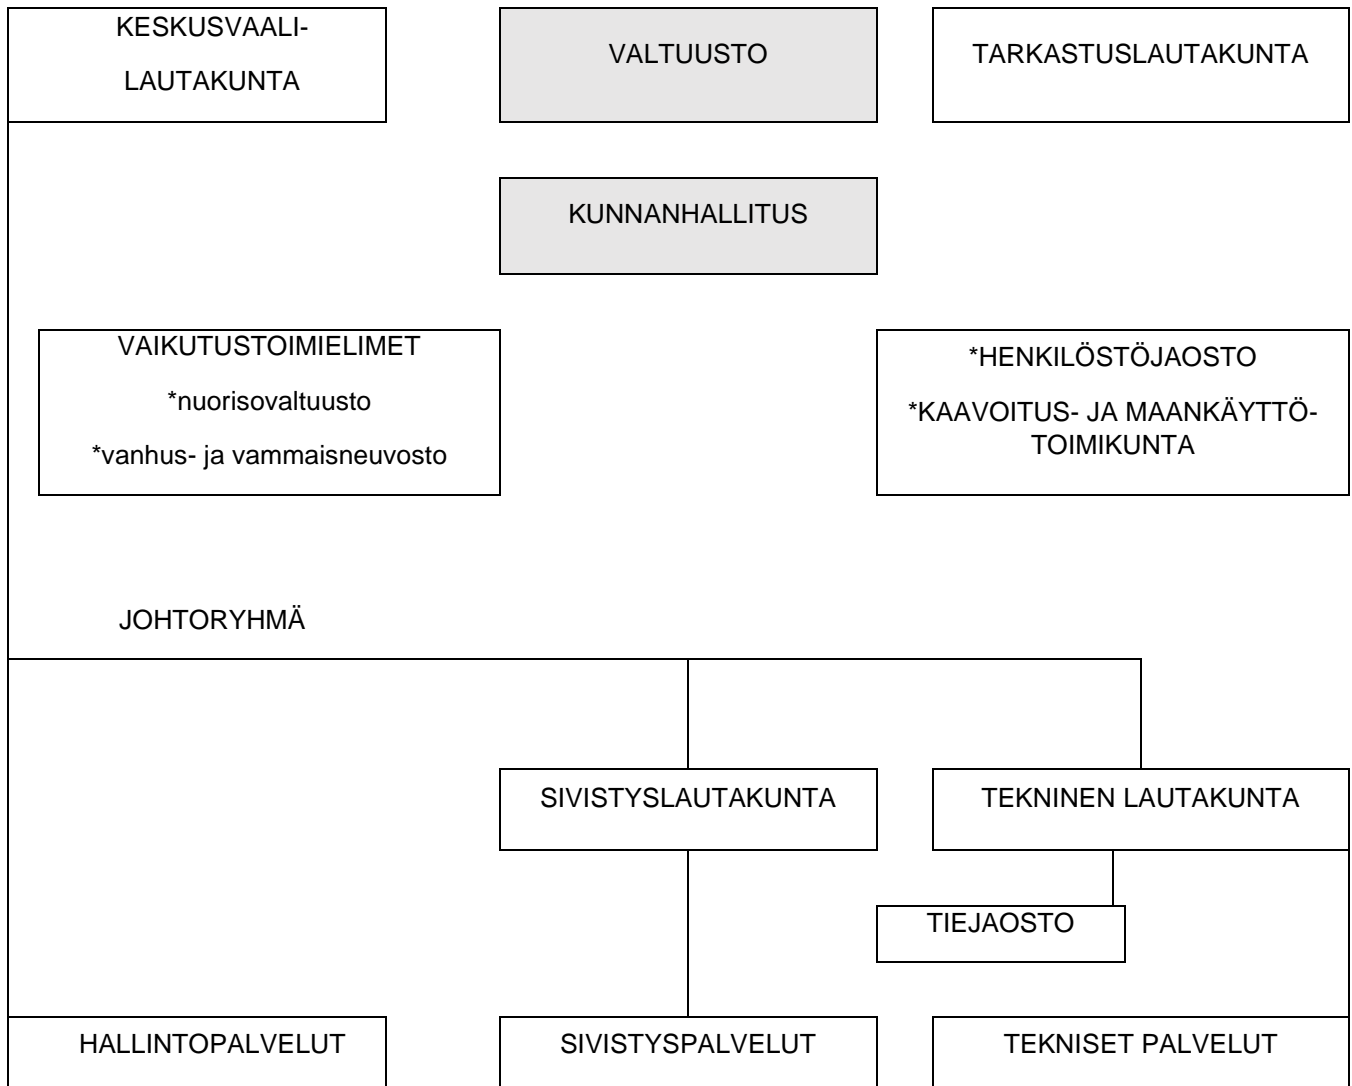 KESKUSVAALI-
LAUTAKUNTA
VALTUUSTO
TARKASTUSLAUTAKUNTA
KUNNANHALLITUS
VAIKUTUSTOIMIELIMET
*nuorisovaltuusto
*vanhus- ja vammaisneuvosto
*HENKILÖSTÖJAOSTO
*KAAVOITUS- JA MAANKÄYTTÖ-
TOIMIKUNTA
JOHTORYHMÄ
SIVISTYSLAUTAKUNTA
TEKNINEN LAUTAKUNTA
TIEJAOSTO
HALLINTOPALVELUT
SIVISTYSPALVELUT
TEKNISET PALVELUT